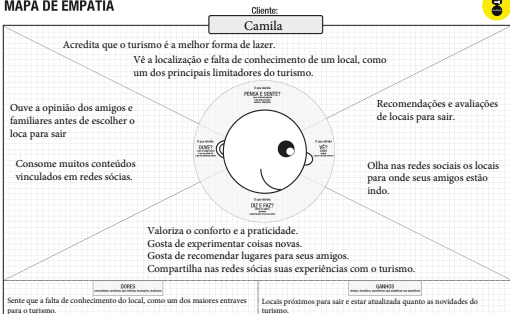 MAPA DE EMPATIA
Cliente:
Camila
Acredita que o turismo é a melhor forma de lazer.
Vê a localização e falta de conhecimento de um local, como
um dos principais limitadores do turismo.
PENSA E SENTE?
Ouve a opinião dos amigos e
familiares antes de escolher o
loca para sair
Consome muitos conteúdos
vinculados em redes sócias.
OUVE?
VÊ?
Recomendações e avaliações
de locais para sair.
Olha nas redes sociais os locais
para onde seus amigos estão
indo.
DIZ E FAZ?
Valoriza o conforto e a praticidade.
Gosta de experimentar coisas novas.
Gosta de recomendar lugares para seus amigos.
Compartilha nas redes sócias suas experiências com o turismo.
DORES
Sente que a falta de conhecimento do local, como um dos maiores entraves
para o turismo.
GANHOS
Locais próximos para sair e estar atualizada quanto as novidades do
turismo.